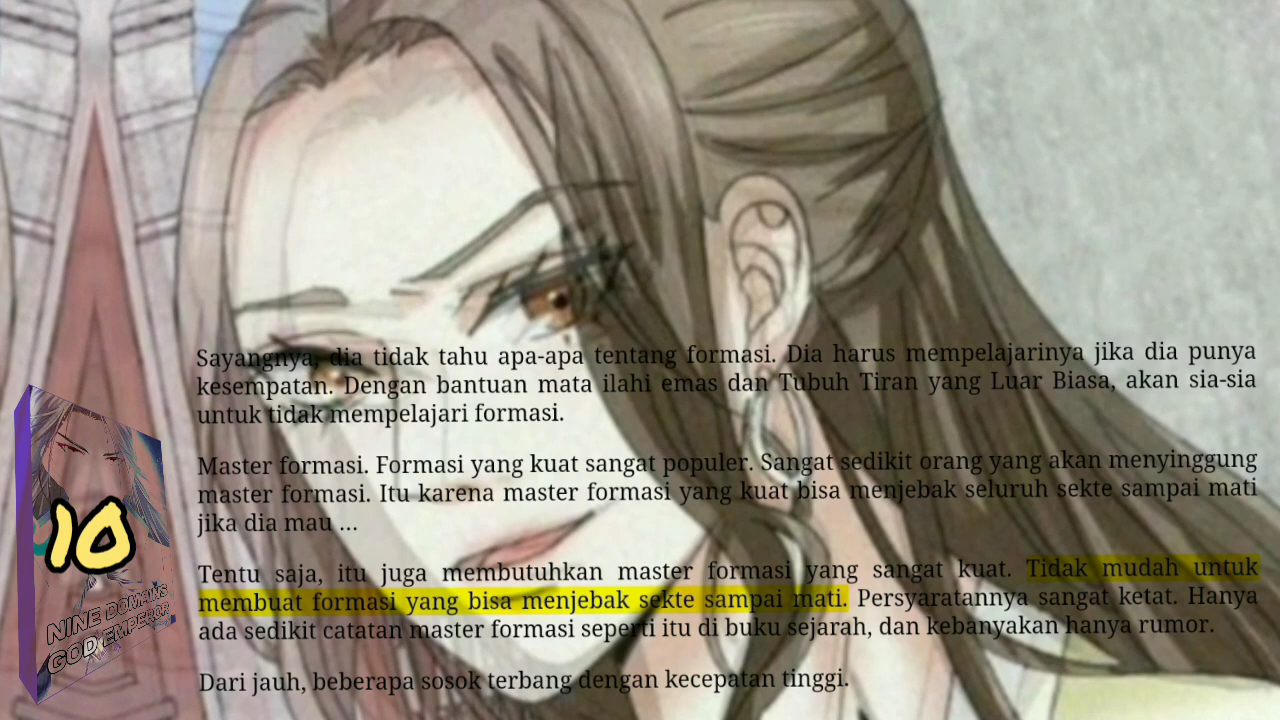 Sayangnya, dia tidak tahu apa-apa tentang formasi. Dia harus mempelajarinya jika dia punya
kesempatan. Dengan bantuan mata ilahi emas dan Tubuh Tiran yang Luar Biasa, akan sia-sia
untuk tidak mempelajari formasi.
Master formasi. Formasi yang kuat sangat populer. Sangat sedikit orang yang akan menyinggung
master formasi. Itu karena master formasi yang kuat bisa menjebak seluruh sekte sampai mati
jika dia mau ...
Tentu saja, itu juga membutuhkan master formasi yang sangat kuat. Tidak mudah untuk
membuat formasi yang bisa menjebak sekte sampai mati. Persyaratannya sangat ketat. Hanya
ada sedikit catatan master formasi seperti itu di buku sejarah, dan kebanyakan hanya rumor.
Dari jauh, beberapa sosok terbang dengan kecepatan tinggi.
10
NINE DOMAINS
GOD EMPEROR